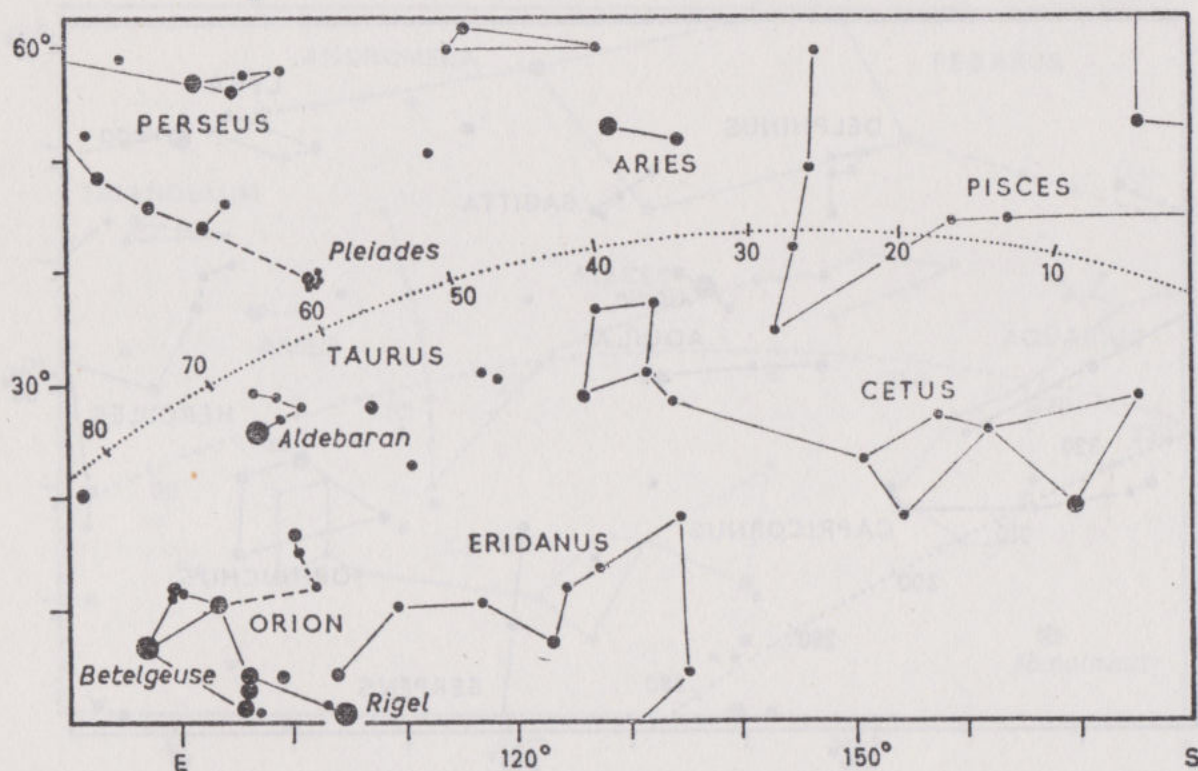 60°
PERSEUS
ARIES
PISCES
Pleiades
60
50
40
30
20
10
TAURUS
70
30°
80
Aldebaran
CETUS
ERIDANUS
ORION
Betelgeuse
Rigel
E
120°
150°
S